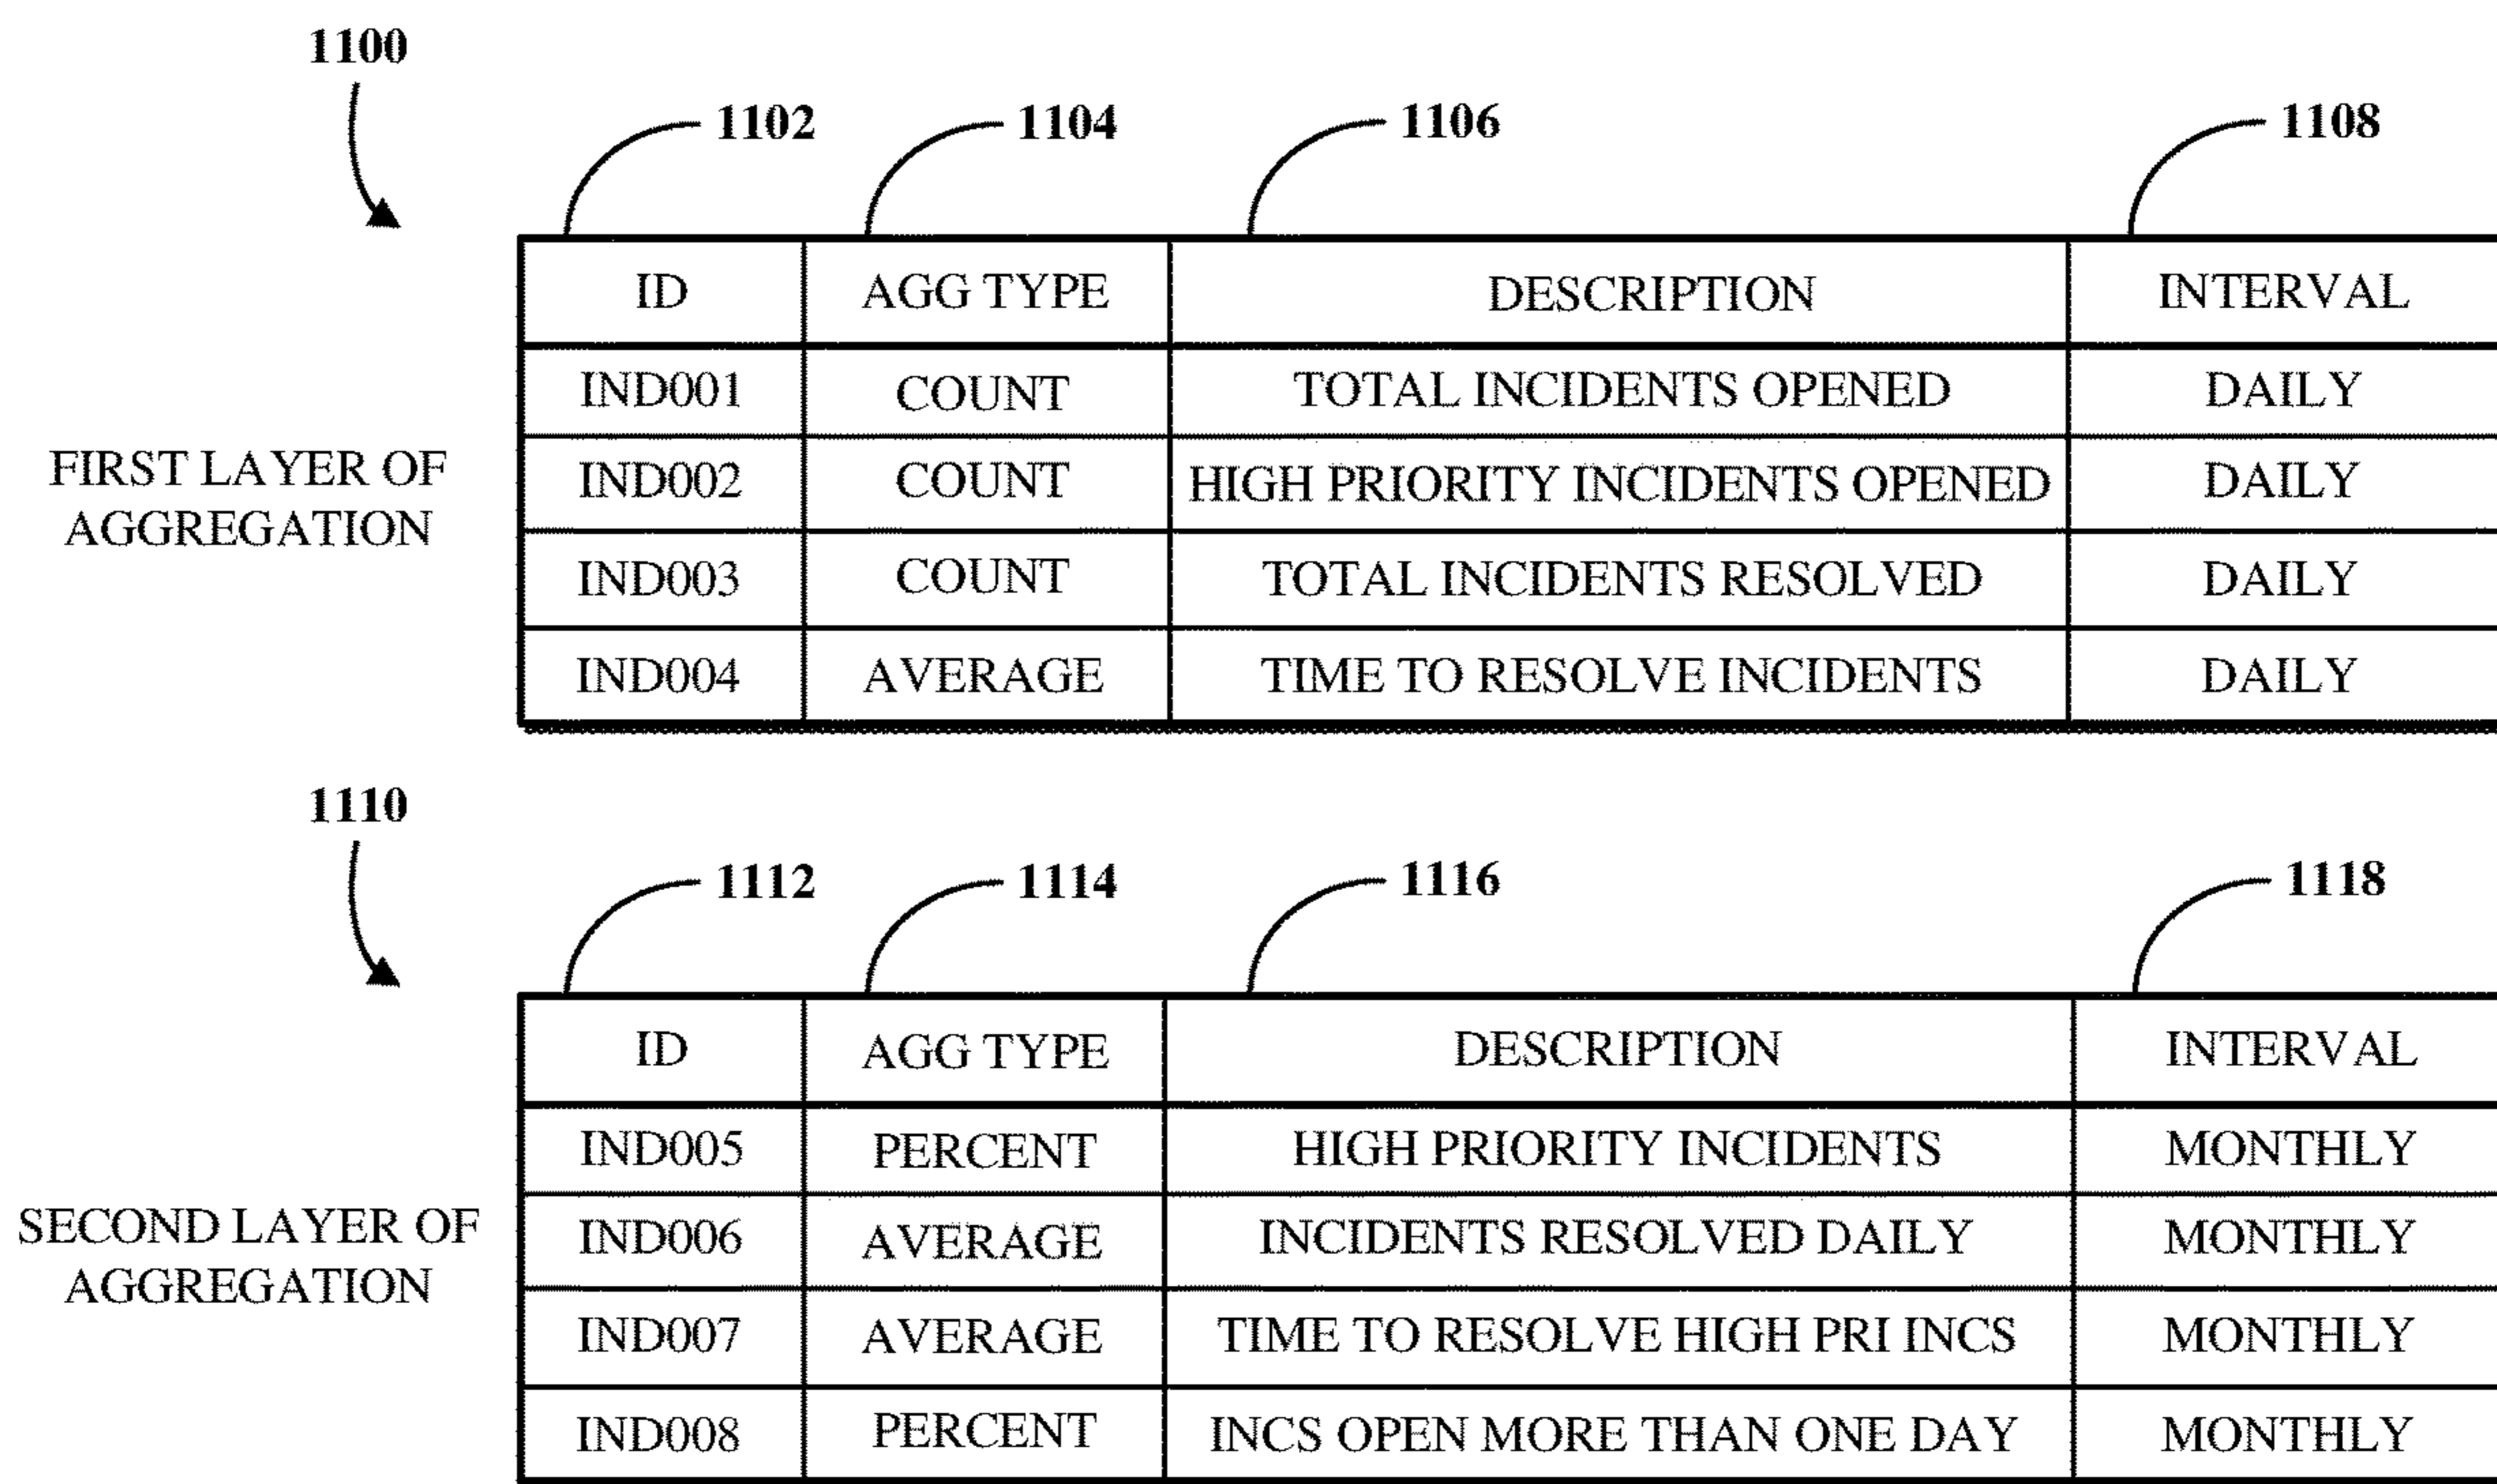 1100
1102 1104 1106 1108
ID AGG TYPE DESCRIPTION INTERVAL
IND001 COUNT TOTAL INCIDENTS OPENED DAILY
FIRST LAYER OF
AGGREGATION
IND002 COUNT HIGH PRIORITY INCIDENTS OPENED DAILY
IND003 COUNT TOTAL INCIDENTS RESOLVED DAILY
IND004 AVERAGE TIME TO RESOLVE INCIDENTS DAILY
1110
1112 1114 1116 1118
ID AGG TYPE DESCRIPTION INTERVAL
IND005 PERCENT HIGH PRIORITY INCIDENTS MONTHLY
SECOND LAYER OF
AGGREGATION
IND006 AVERAGE INCIDENTS RESOLVED DAILY MONTHLY
IND007 AVERAGE TIME TO RESOLVE HIGH PRI INCS MONTHLY
IND008 PERCENT INCS OPEN MORE THAN ONE DAY MONTHLY